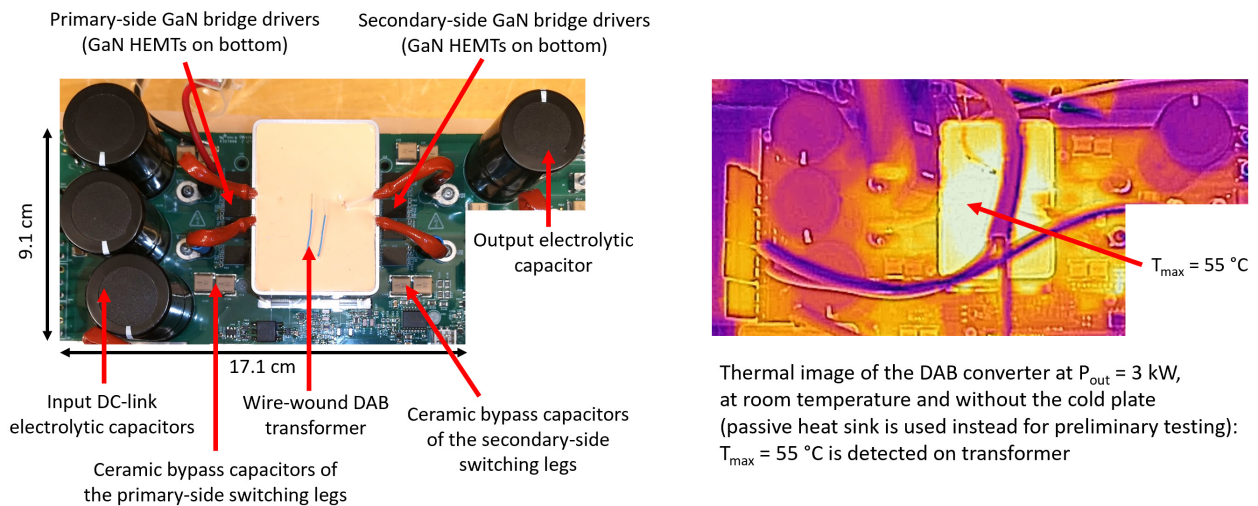 Primary-side GaN bridge drivers
(GaN HEMTs on bottom)
Secondary-side GaN bridge drivers
(GaN HEMTs on bottom)
9.1 cm
Output electrolytic
capacitor
17.1 cm
Input DC-link
electrolytic capacitors
Wire-wound DAB
transformer
Ceramic bypass capacitors
of the secondary-side
switching legs
Ceramic bypass capacitors of
the primary-side switching legs
Tmax = 55 °C
Thermal image of the DAB converter at Pout = 3 kW,
at room temperature and without the cold plate
(passive heat sink is used instead for preliminary testing):
Tmax = 55 °C is detected on transformer